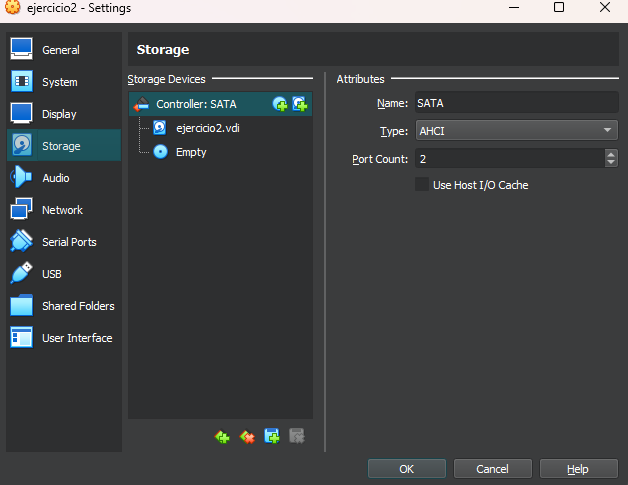 ejercicio2 - Settings
General
System
Display
Storage
Audio
Network
Serial Ports
USB
Shared Folders
User Interface
Storage
Storage Devices
Controller: SATA
ejercicio2.vdi
Empty
Attributes
Name: SATA
Type: AHCI
Port Count: 2
Use Host I/O Cache
OK Cancel Help